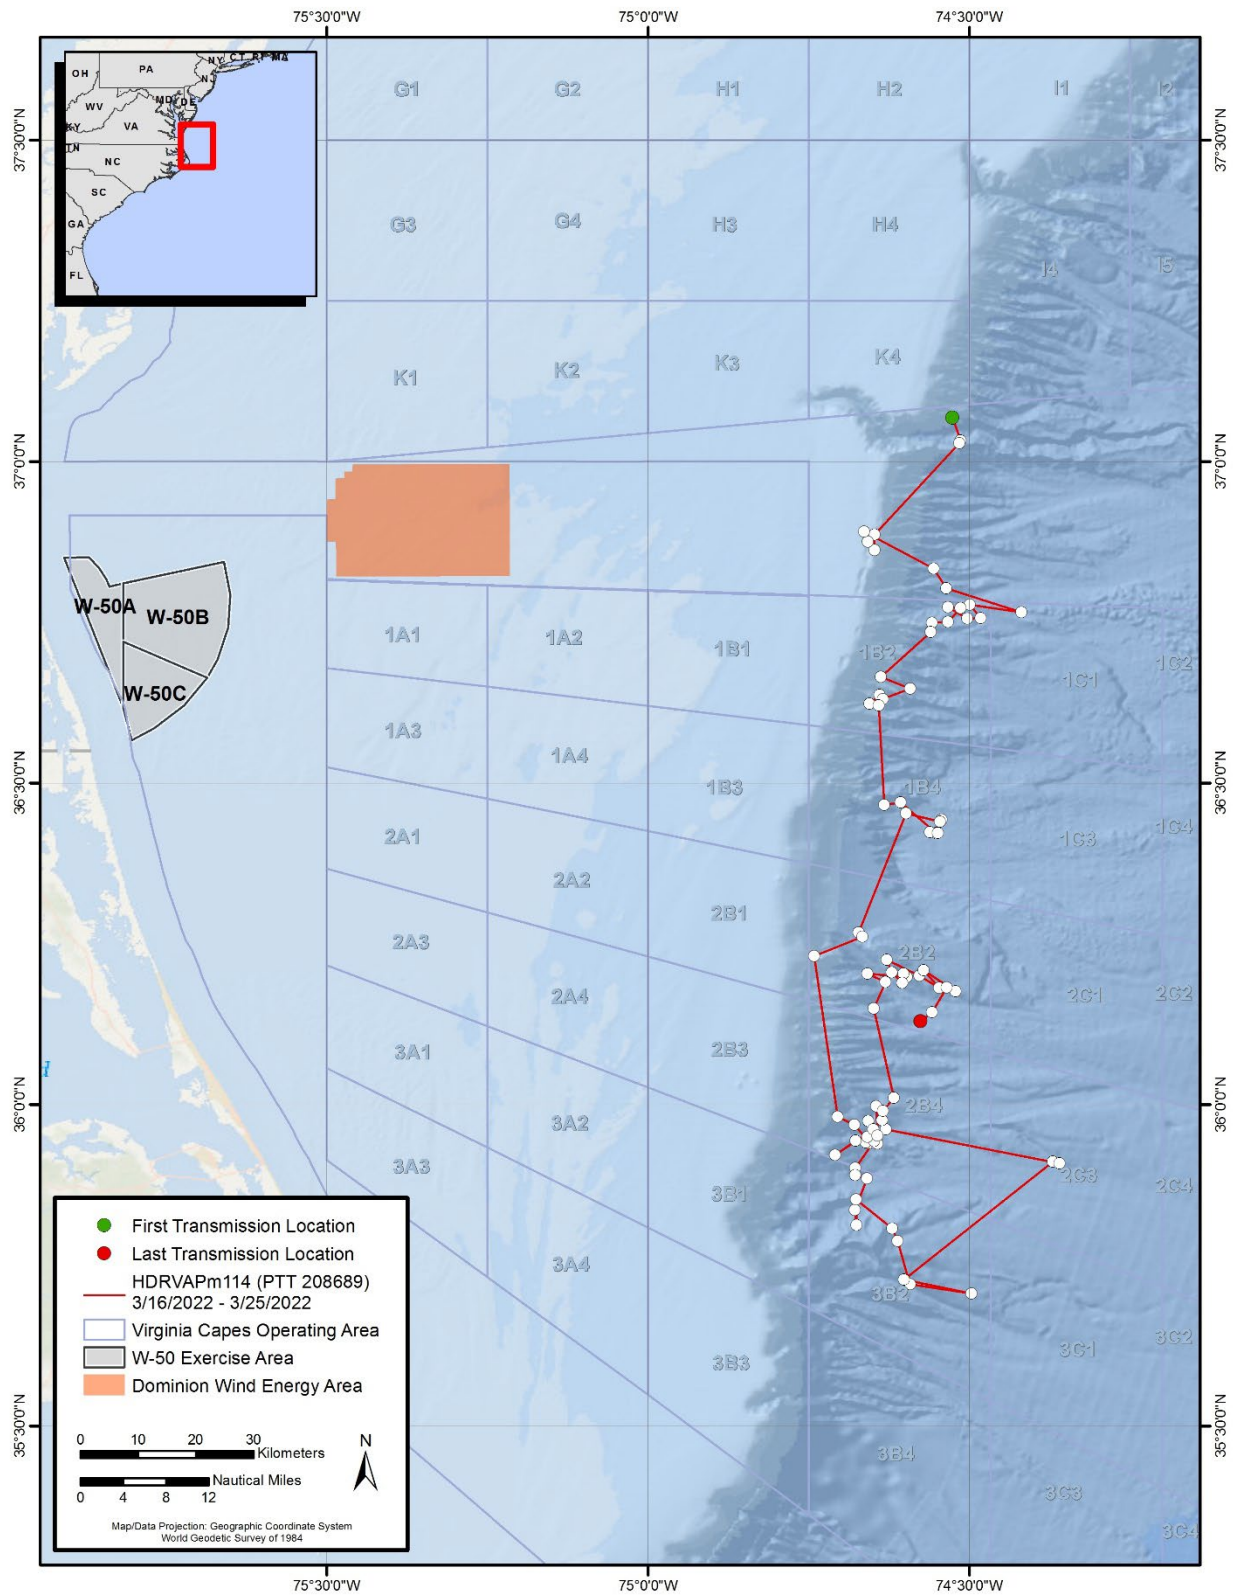 75°30'0"W
75°0'0"W
74°30'0"W
37°30'0"N
37°0'0"N
36°30'0"N
36°0'0"N
35°30'0"N
37°30'0"N
37°0'0"N
36°30'0"N
36°0'0"N
35°30'0"N
NY
CT
RI
MA
OH
PA
NJ
MD
DE
WV
KY
VA
TN
NC
SC
GA
FL
G1
G2
H1
H2
I1
I2
G3
G4
H3
H4
I4
I5
K1
K2
K3
K4
W-50A
W-50B
W-50C
1A1
1A2
1B1
1B2
1C1
1C2
1A3
1A4
1B3
1B4
1C3
1C4
2A1
2A2
2B1
2B2
2C1
2C2
2A3
2A4
2B3
2B4
2C3
2C4
3A1
3A2
3B1
3B2
3C1
3C2
3A3
3A4
3B3
3B4
3C3
3C4
First Transmission Location
Last Transmission Location
HDRVAPm114 (PTT 208689)
3/16/2022 - 3/25/2022
Virginia Capes Operating Area
W-50 Exercise Area
Dominion Wind Energy Area
0 10 20 30
Kilometers
Nautical Miles
0 4 8 12
N
Map/Data Projection: Geographic Coordinate System
World Geodetic Survey of 1984
75°30'0"W
75°0'0"W
74°30'0"W